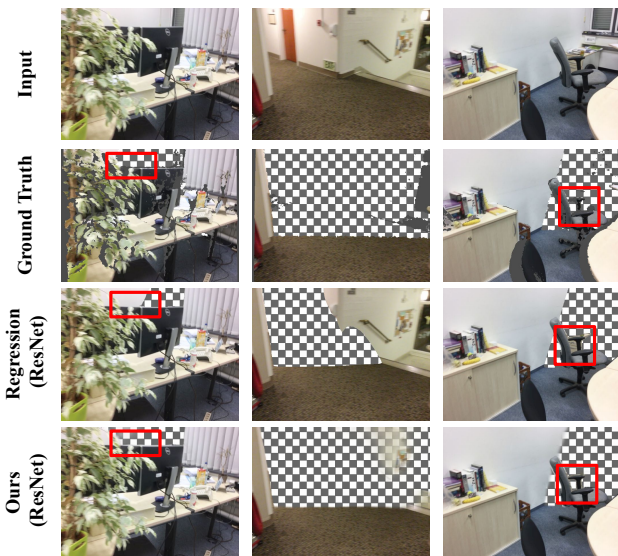 Input
Ground Truth
Regression
(ResNet)
Ours
(ResNet)